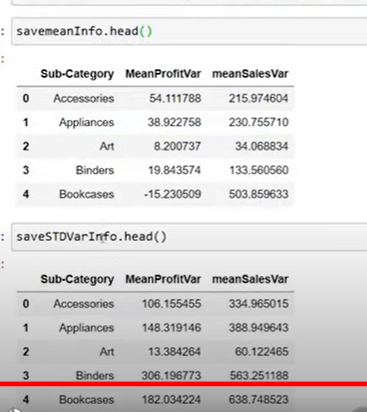 : savemeanInfo.head()
:
Sub-Category MeanProfitVar meanSalesVar
0 Accessories 54.111788 215.974604
1 Appliances 38.922758 230.755710
2 Art 8.200737 34.068834
3 Binders 19.843574 133.560560
4 Bookcases -15.230509 503.859633
: saveSTDVarInfo.head()
:
Sub-Category MeanProfitVar meanSalesVar
0 Accessories 106.155455 334.965015
1 Appliances 148.319146 388.949643
2 Art 13.384264 60.122465
3 Binders 306.196773 563.251188
4 Bookcases 182.034224 638.748523